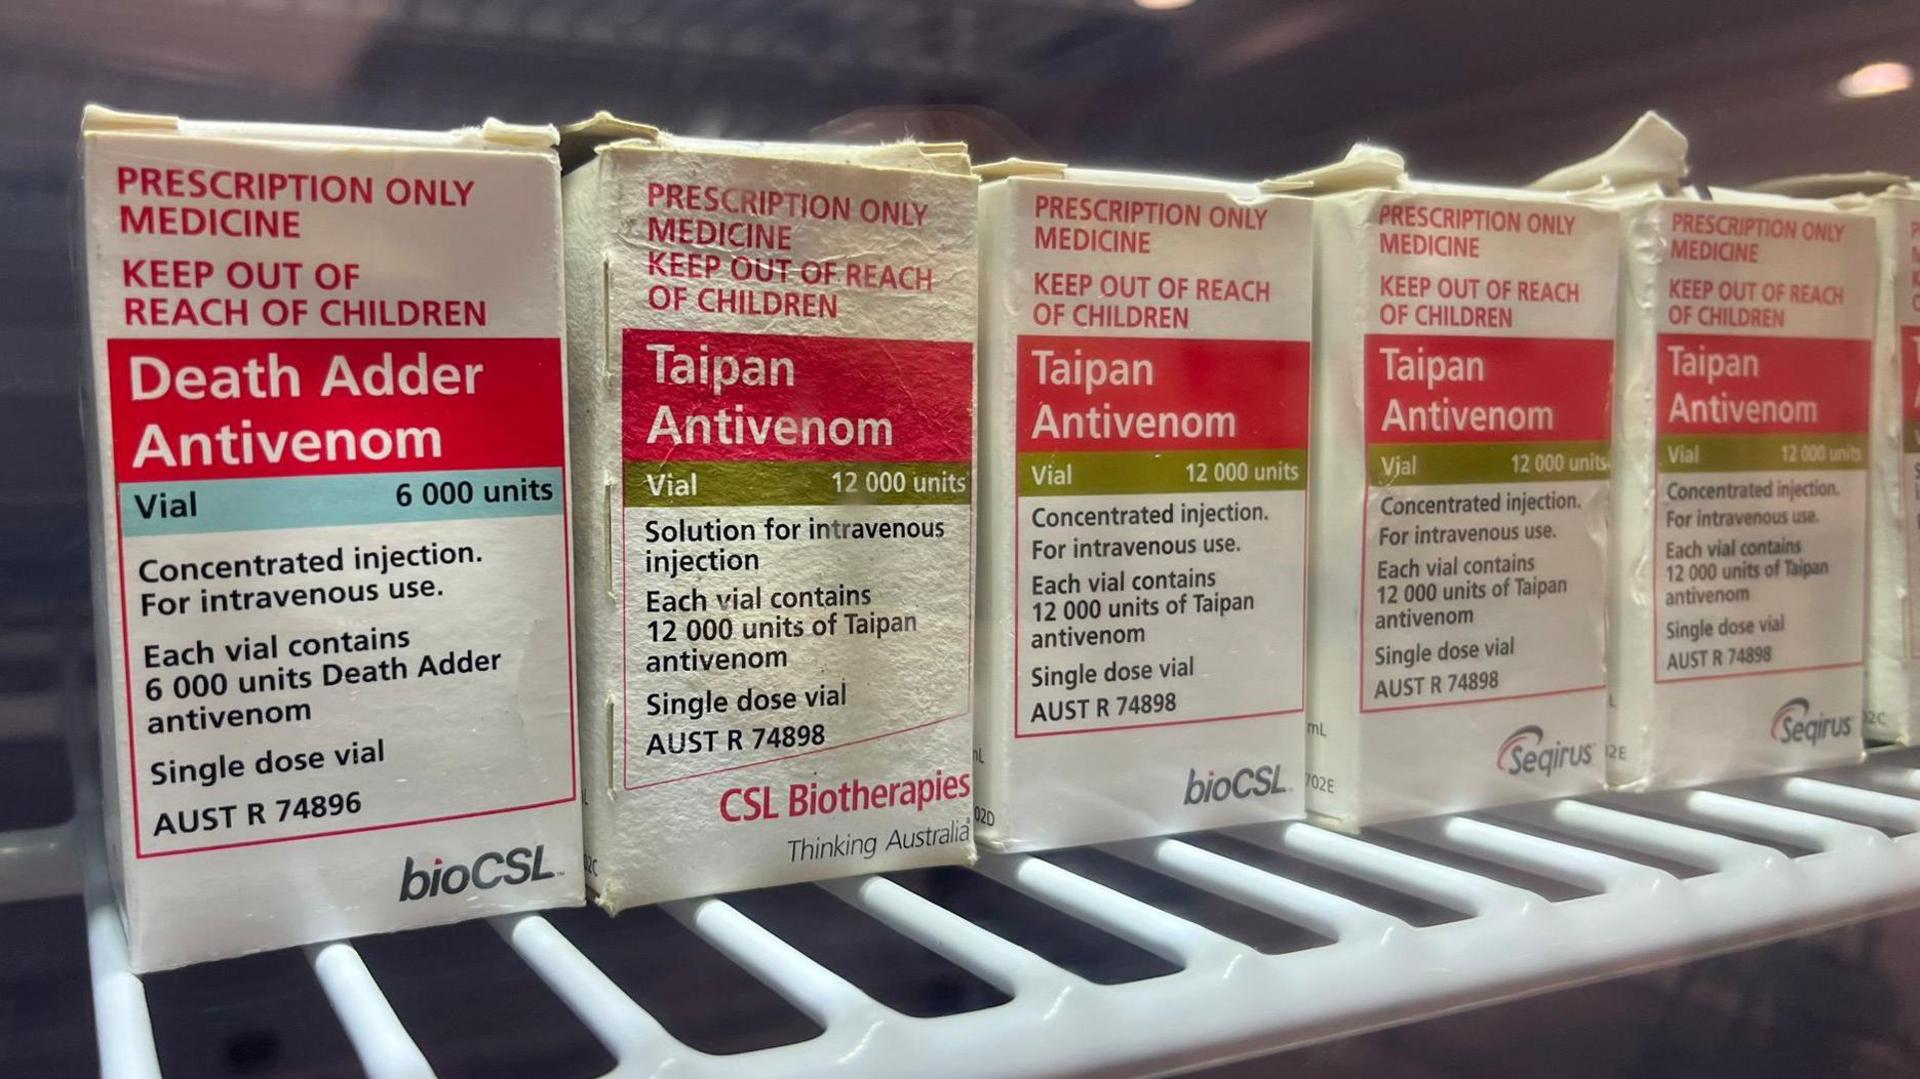 PRESCRIPTION ONLY
MEDICINE
KEEP OUT OF
REACH OF CHILDREN
Death Adder
Antivenom
Vial 6 000 units
Concentrated injection.
For intravenous use.
Each vial contains
6 000 units Death Adder
antivenom
Single dose vial
AUST R 74896
bioCSL™
PRESCRIPTION ONLY
MEDICINE
KEEP OUT OF REACH
OF CHILDREN
Taipan
Antivenom
Vial 12 000 units
Solution for intravenous
injection
Each vial contains
12 000 units of Taipan
antivenom
Single dose vial
AUST R 74898
CSL Biotherapies
Thinking Australia
02D
PRESCRIPTION ONLY
MEDICINE
KEEP OUT OF REACH
OF CHILDREN
Taipan
Antivenom
Vial 12 000 units
Concentrated injection.
For intravenous use.
Each vial contains
12 000 units of Taipan
antivenom
Single dose vial
AUST R 74898
bioCSL
mL
702E
PRESCRIPTION ONLY
MEDICINE
KEEP OUT OF REACH
OF CHILDREN
Taipan
Antivenom
Vial 12 000 units
Concentrated injection.
For intravenous use.
Each vial contains
12 000 units of Taipan
antivenom
Single dose vial
AUST R 74898
Seqirus
PRESCRIPTION ONLY
MEDICINE
KEEP OUT OF REACH
OF CHILDREN
Taipan
Antivenom
Vial 12 000 units
Concentrated injection.
For intravenous use.
Each vial contains
12 000 units of Taipan
antivenom
Single dose vial
AUST R 74898
Seqirus